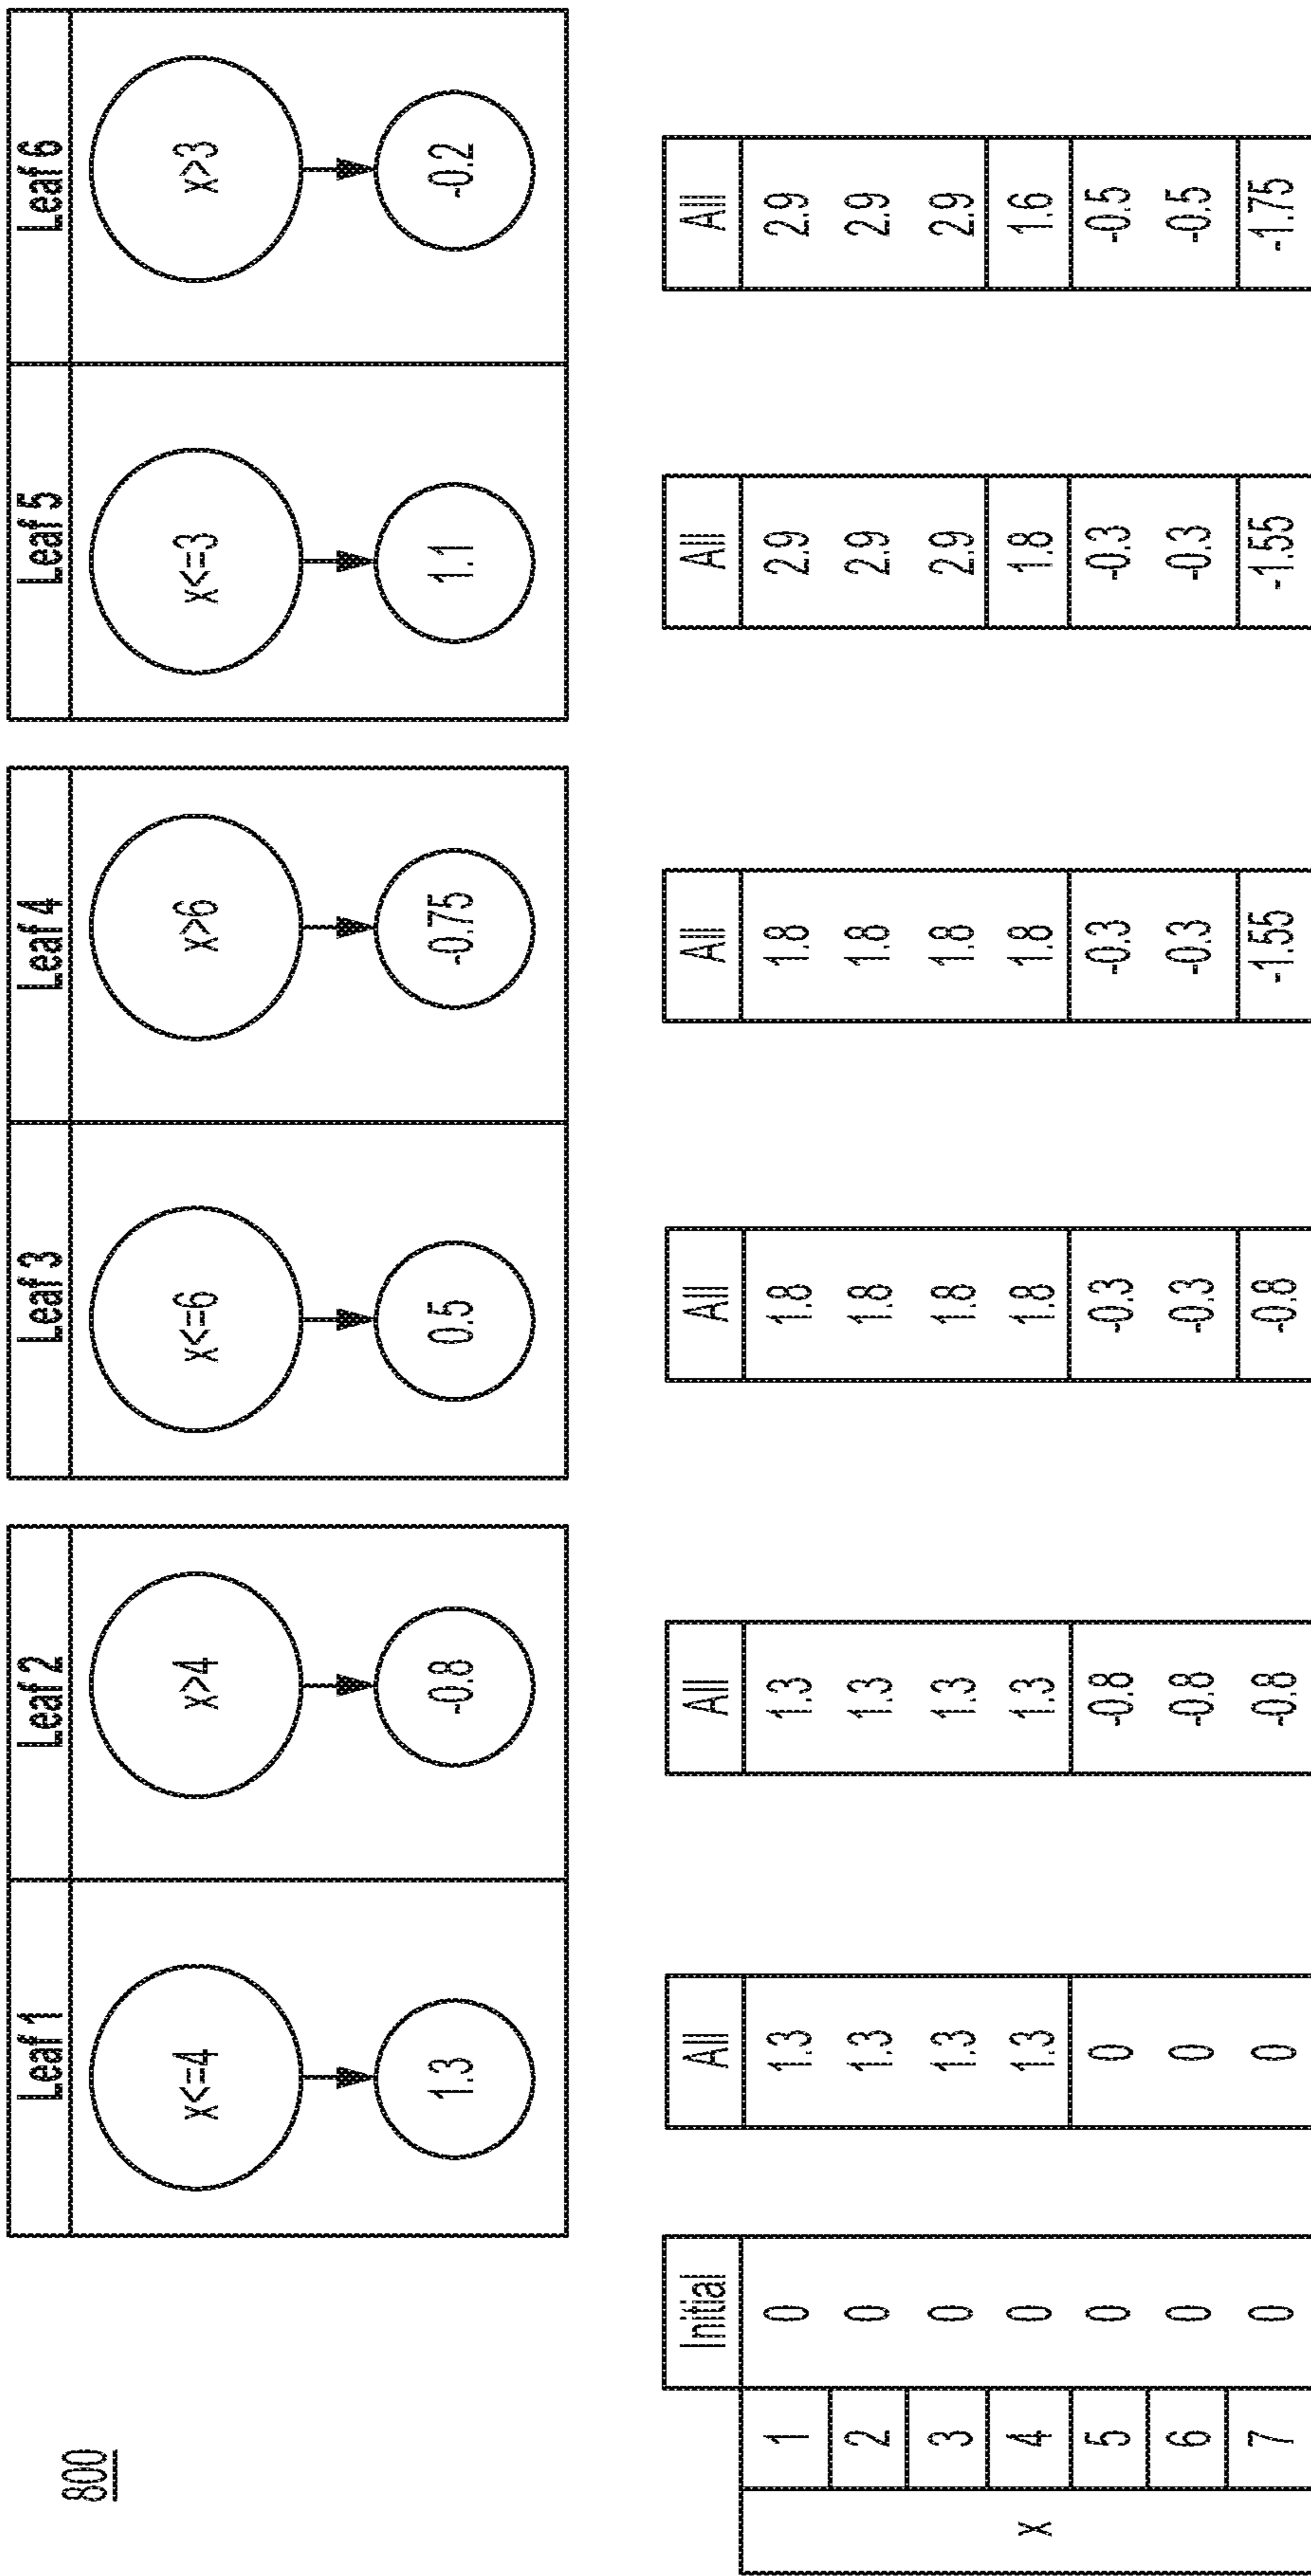 800
Leaf 1 Leaf 2 Leaf 3 Leaf 4 Leaf 5 Leaf 6
x<=4 x>4 x<=6 x>6 x<=3 x>3
1.3 -0.8 0.5 -0.75 1.1 -0.2
Initial All All All All All All
1 0 1.3 1.3 1.8 1.8 2.9 2.9
2 0 1.3 1.3 1.8 1.8 2.9 2.9
3 0 1.3 1.3 1.8 1.8 2.9 2.9
x 4 0 1.3 1.3 1.8 1.8 1.8 1.6
5 0 0 -0.8 -0.3 -0.3 -0.3 -0.5
6 0 0 -0.8 -0.3 -0.3 -0.3 -0.5
7 0 0 -0.8 -0.8 -1.55 -1.55 -1.75